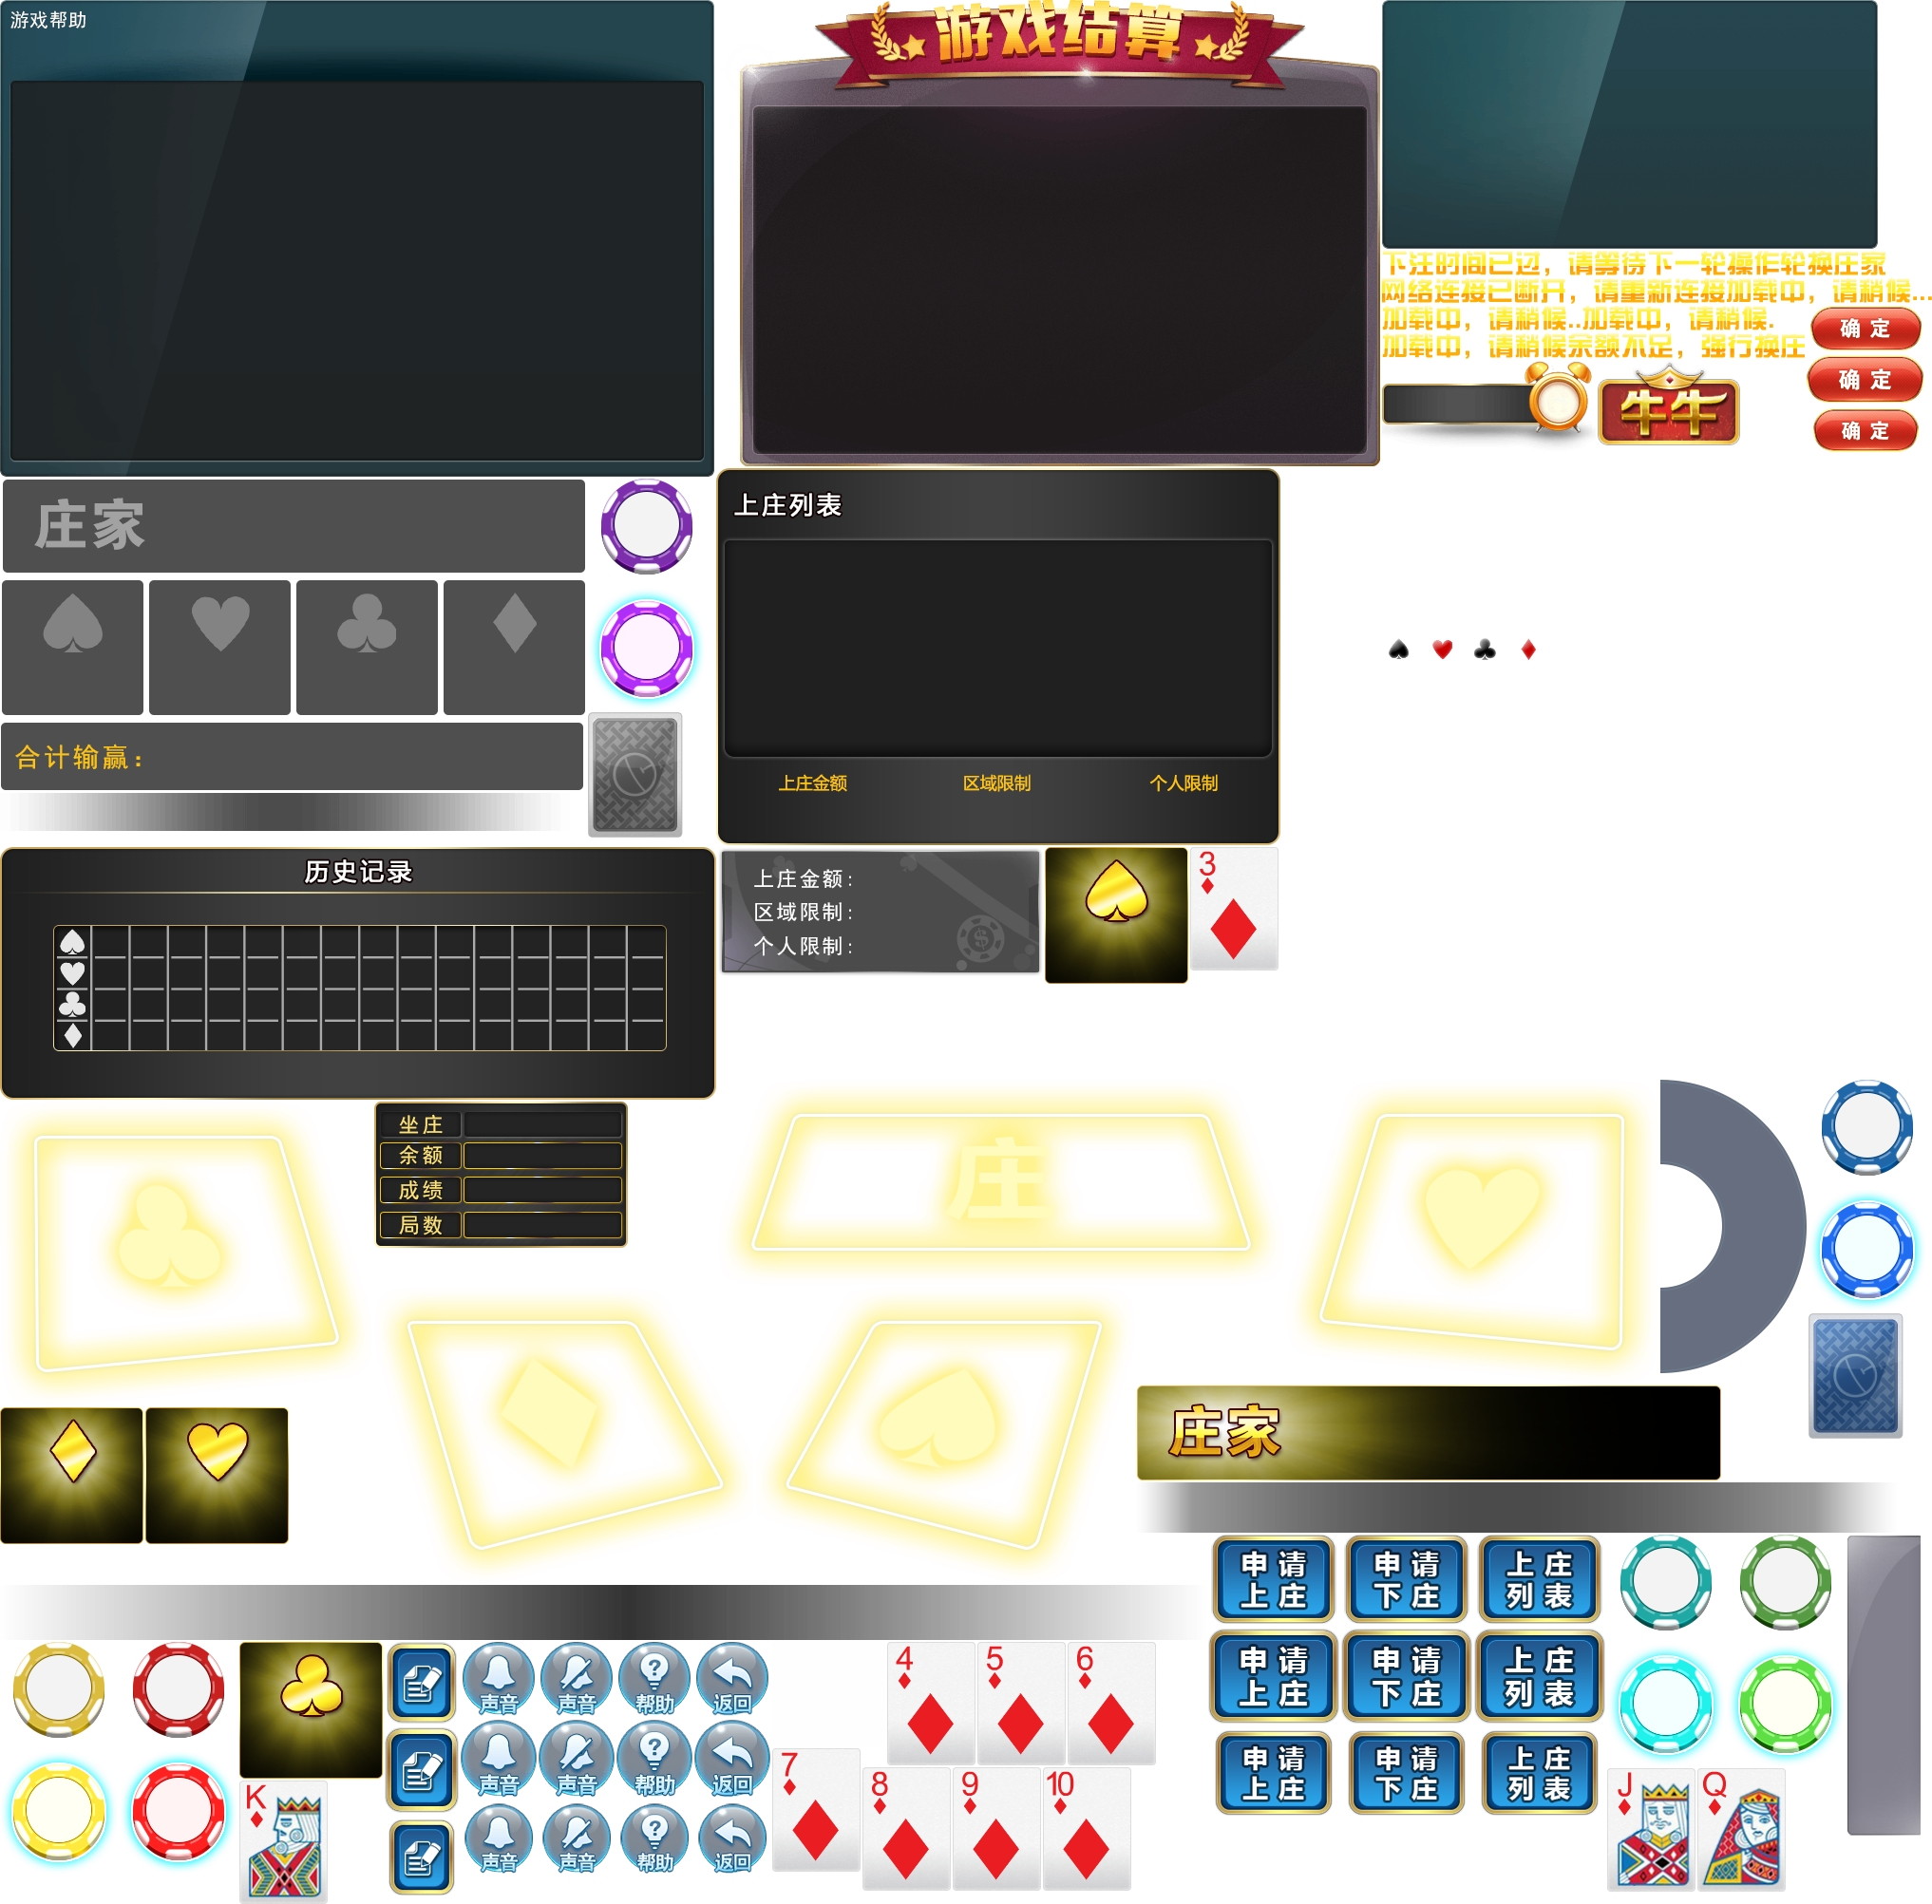 游戏帮助
游戏结算
下注时间已过，请等待下一轮操作轮换庄家
网络连接已断开，请重新连接加载中，请稍候...
加载中，请稍候..加载中，请稍候.
加载中，请稍候余额不足，强行换庄
确 定
确 定
确 定
牛牛
庄家
合计输赢：
上庄列表
上庄金额 区域限制 个人限制
历史记录
上庄金额：
区域限制：
个人限制：
3
坐庄
余额
成绩
局数
庄
庄家
申请
上庄
申请
下庄
上庄
列表
申请
上庄
申请
下庄
上庄
列表
申请
上庄
申请
下庄
上庄
列表
声音 声音 帮助 返回
声音 声音 帮助 返回
声音 声音 帮助 返回
4 5 6
7
8 9 10
K
J Q